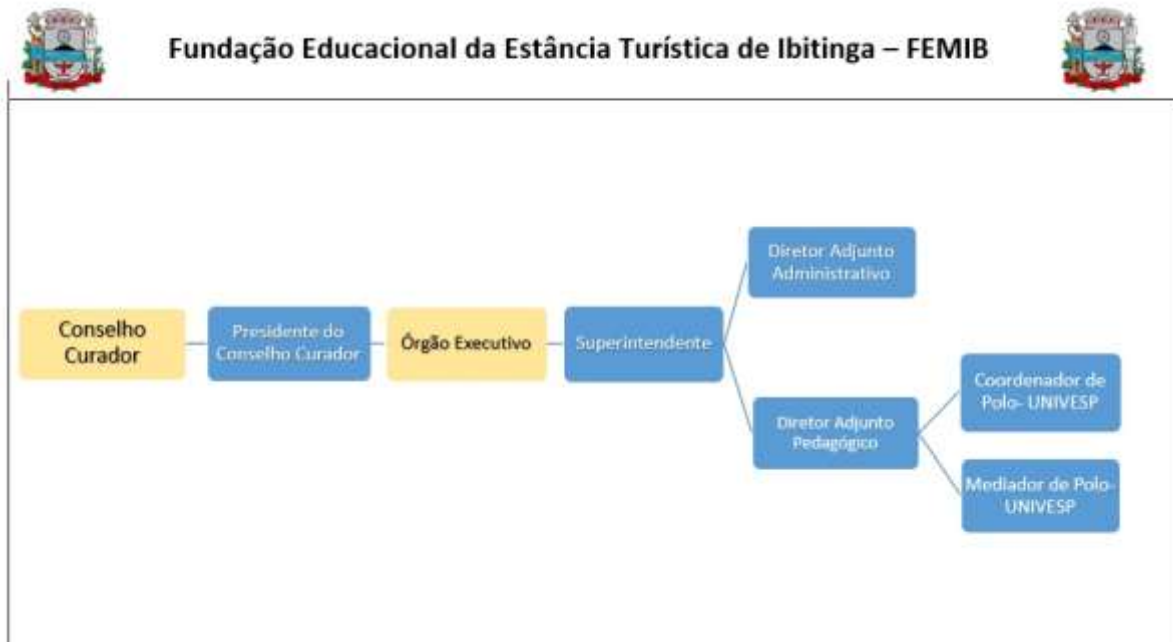 Fundação Educacional da Estância Turística de Ibitinga – FEMIB
Conselho
Curador
Presidente do
Conselho Curador
Órgão Executivo
Superintendente
Diretor Adjunto
Administrativo
Diretor Adjunto
Pedagógico
Coordenador de
Polo- UNIVESP
Mediador de Polo-
UNIVESP